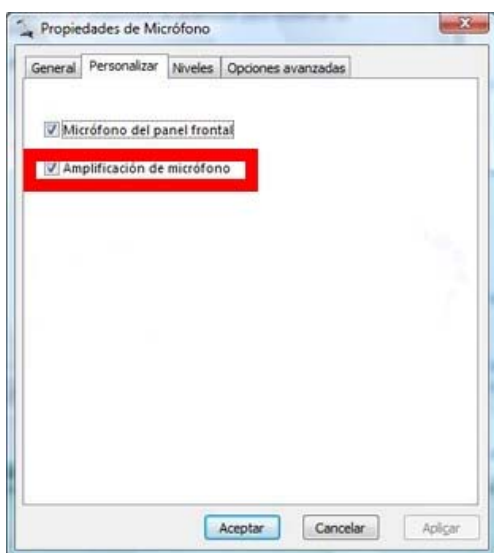 Propiedades de Micrófono
General Personalizar Niveles Opciones avanzadas
Micrófono del panel frontal
Amplificación de micrófono
Aceptar Cancelar Aplicar